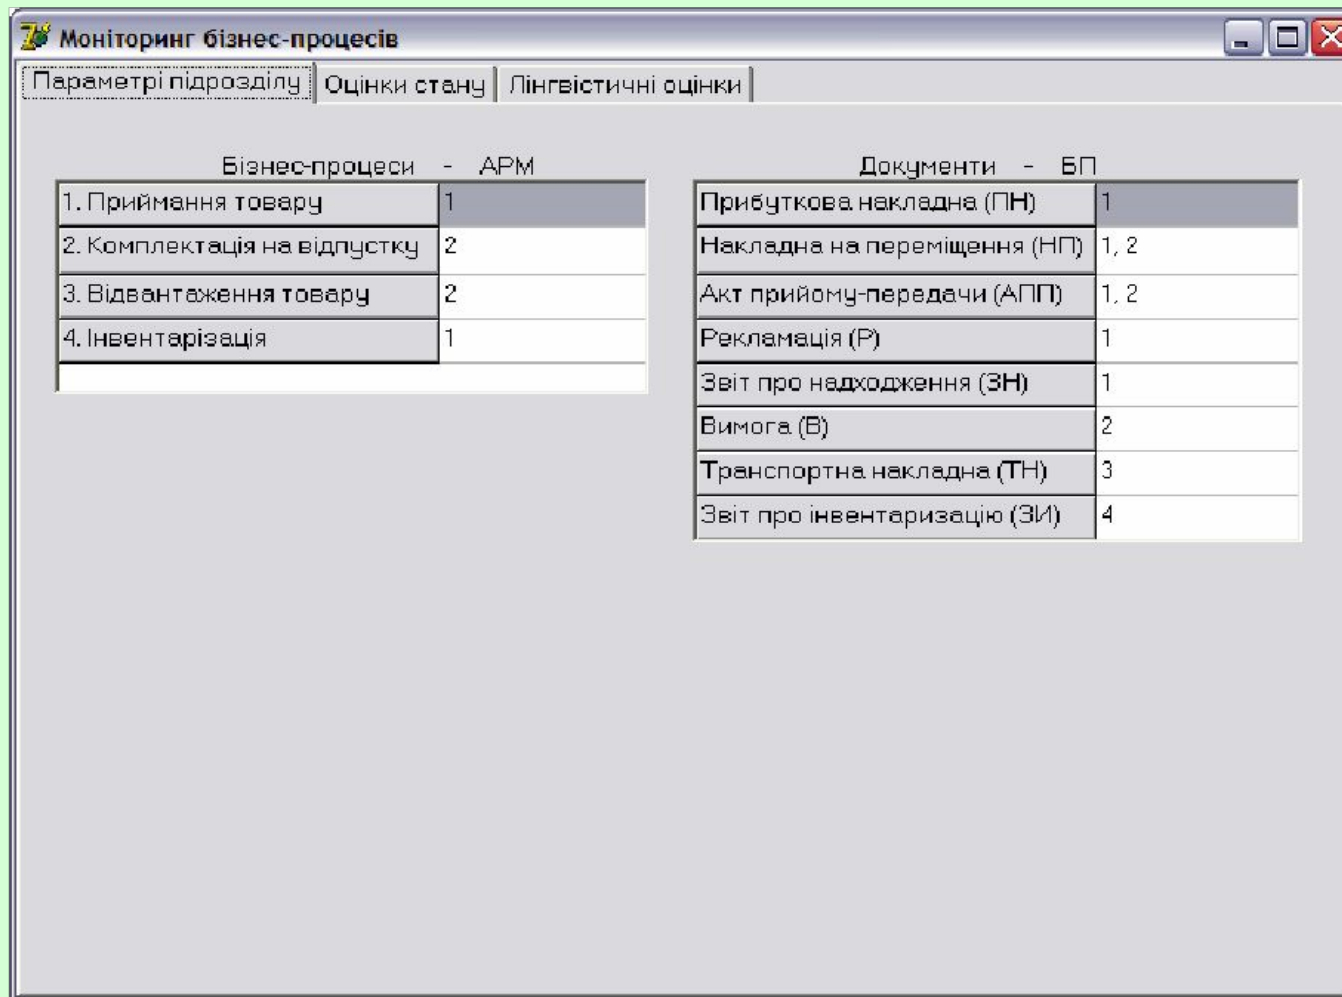 Моніторинг бізнес-процесів
Параметрі підрозділу Оцінки стану Лінгвістичні оцінки
Бізнес-процеси - АРМ
1. Приймання товару 1
2. Комплектація на відпустку 2
3. Відвантаження товару 2
4. Інвентарізація 1
Документи - БП
Прибуткова накладна (ПН) 1
Накладна на переміщення (НП) 1, 2
Акт прийому-передачи (АПП) 1, 2
Рекламація (Р) 1
Звіт про надходження (ЗН) 1
Вимога (В) 2
Транспортна накладна (ТН) 3
Звіт про інвентаризацію (ЗИ) 4